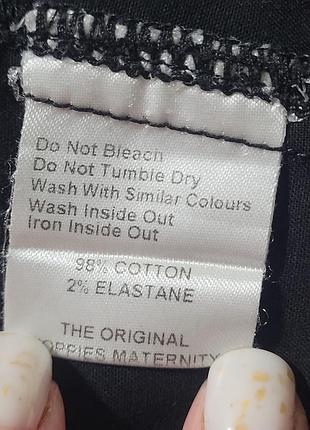 Do Not Bleach
Do Not Tumble Dry
Wash With Similar Colours
Wash Inside Out
Iron Inside Out
98% COTTON
2% ELASTANE
THE ORIGINAL
MATERNITY